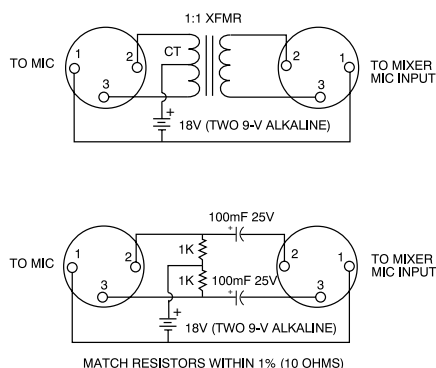 1:1 XFMR
TO MIC
1
2
3
CT
2
1
3
TO MIXER
MIC INPUT
+
18V (TWO 9-V ALKALINE)
100mF 25V
+
TO MIC
1
2
3
1K
1K
100mF 25V
+
2
1
3
TO MIXER
MIC INPUT
+
18V (TWO 9-V ALKALINE)
MATCH RESISTORS WITHIN 1% (10 OHMS)